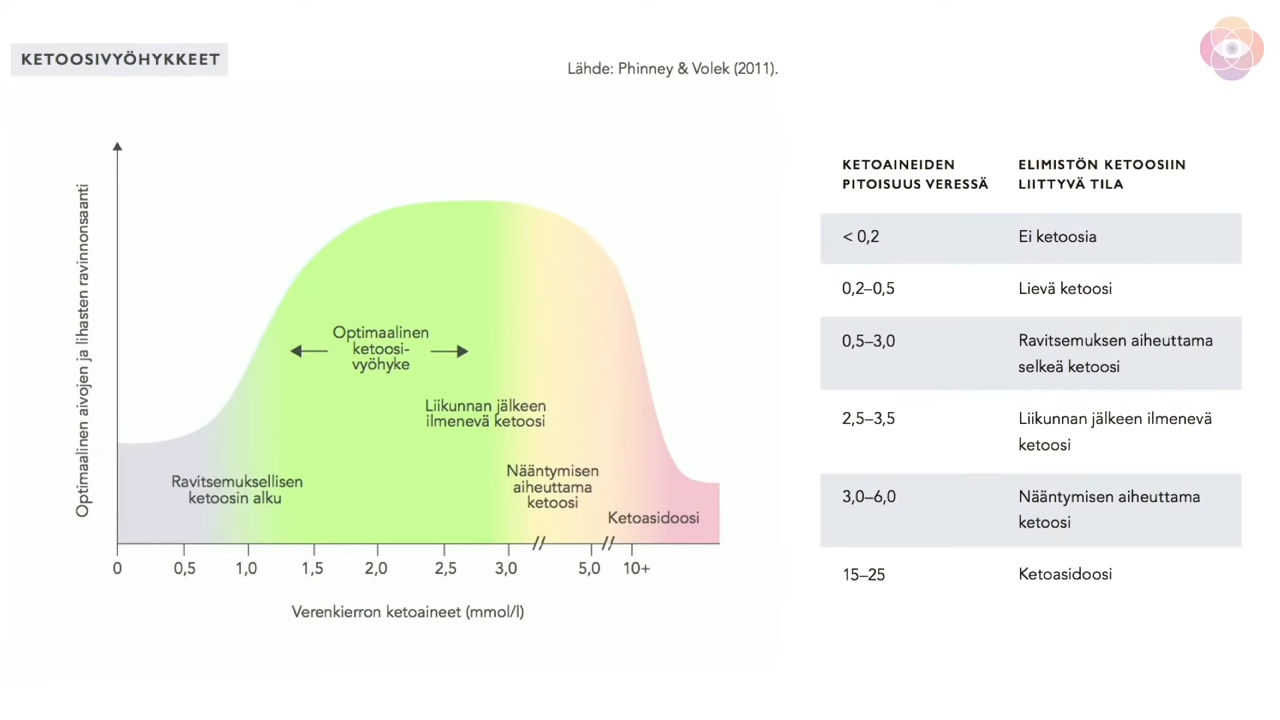 KETOOSIVYÖHYKKEET
Lähde: Phinney & Volek (2011).
Optimaalinen aivojen ja lihasten ravinnonsaanti
Optimaalinen
ketoosi-
vyöhyke
Liikunnan jälkeen
ilmenevä ketoosi
Ravitsemuksellisen
ketoosin alku
Nääntymisen
aiheuttama
ketoosi
Ketoasidoosi
0 0,5 1,0 1,5 2,0 2,5 3,0 5,0 10+
Verenkierron ketoaineet (mmol/l)
KETOAINEIDEN
PITOISUUS VERESSÄ
ELIMISTÖN KETOOSIIN
LIITTYVÄ TILA
< 0,2 Ei ketoosia
0,2–0,5 Lievä ketoosi
0,5–3,0 Ravitsemuksen aiheuttama
selkeä ketoosi
2,5–3,5 Liikunnan jälkeen ilmenevä
ketoosi
3,0–6,0 Nääntymisen aiheuttama
ketoosi
15–25 Ketoasidoosi